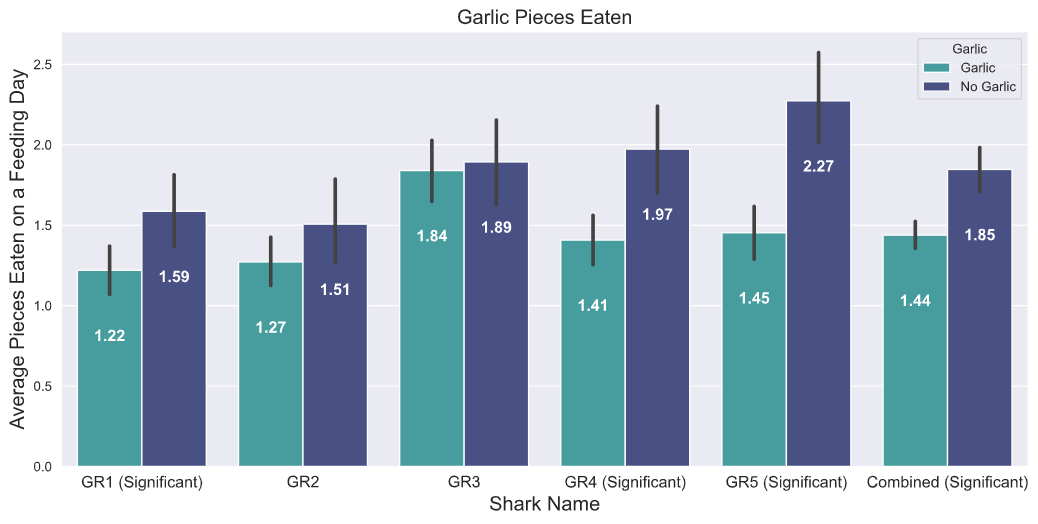 Garlic Pieces Eaten
Average Pieces Eaten on a Feeding Day
2.5
2.0
1.5
1.0
0.5
0.0
Garlic
Garlic
No Garlic
1.22
1.59
1.27
1.51
1.84
1.89
1.41
1.97
1.45
2.27
1.44
1.85
GR1 (Significant)
GR2
GR3
GR4 (Significant)
GR5 (Significant)
Combined (Significant)
Shark Name